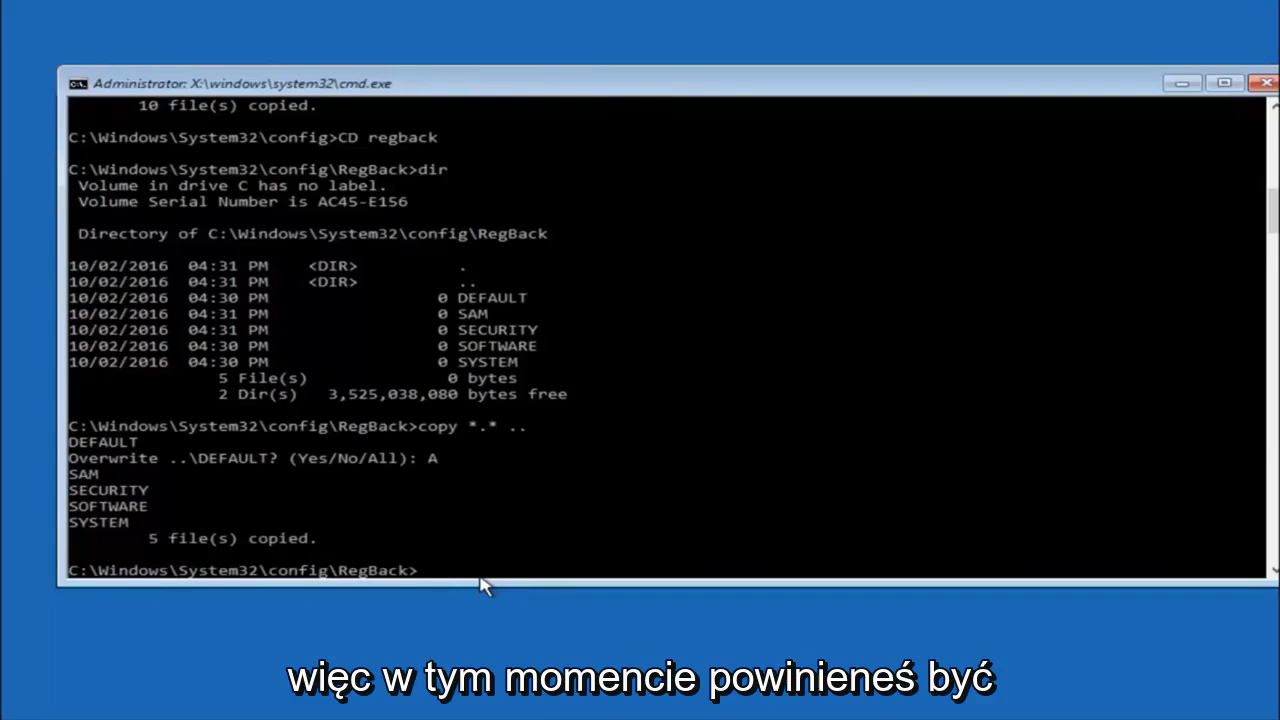 Administrator: X:\windows\system32\cmd.exe
10 file(s) copied.
C:\Windows\System32\config>CD regback
C:\Windows\System32\config\RegBack>dir
Volume in drive C has no label.
Volume Serial Number is AC45-E156
Directory of C:\Windows\System32\config\RegBack
10/02/2016 04:31 PM <DIR> .
10/02/2016 04:31 PM <DIR> ..
10/02/2016 04:30 PM 0 DEFAULT
10/02/2016 04:31 PM 0 SAM
10/02/2016 04:31 PM 0 SECURITY
10/02/2016 04:30 PM 0 SOFTWARE
10/02/2016 04:30 PM 0 SYSTEM
5 File(s) 0 bytes
2 Dir(s) 3,525,038,080 bytes free
C:\Windows\System32\config\RegBack>copy *.* ..
DEFAULT
Overwrite ..\DEFAULT? (Yes/No/All): A
SAM
SECURITY
SOFTWARE
SYSTEM
5 file(s) copied.
C:\Windows\System32\config\RegBack>
więc w tym momencie powinieneś być